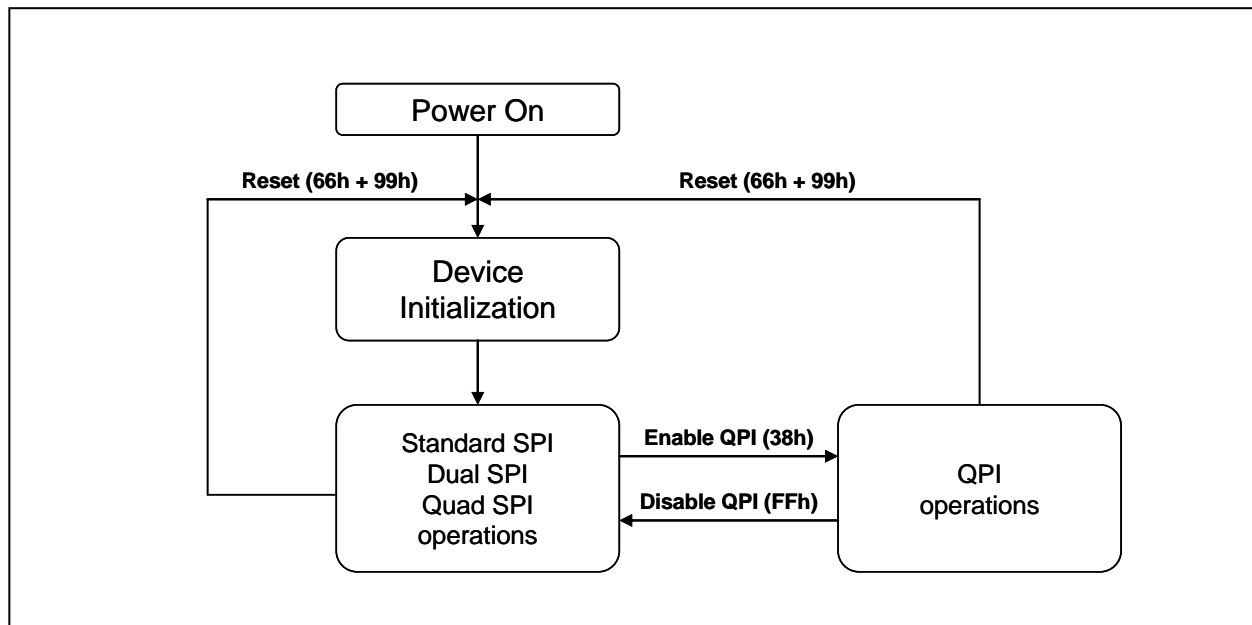 Power On
Reset (66h + 99h)
Reset (66h + 99h)
Device
Initialization
Standard SPI
Dual SPI
Quad SPI
operations
Enable QPI (38h)
Disable QPI (FFh)
QPI
operations